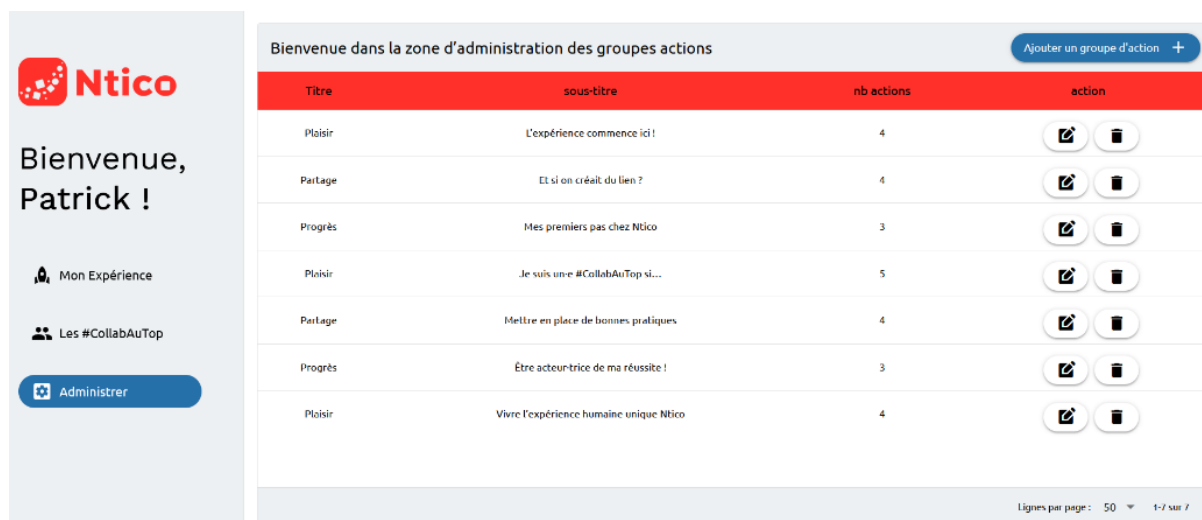 Ntico
Bienvenue,
Patrick !
Mon Expérience
Les #CollabAuTop
Administrer
Bienvenue dans la zone d'administration des groupes actions
Ajouter un groupe d'action +
Titre sous-titre nb actions action
Plaisir L'expérience commence ici ! 4
Partage Et si on créait du lien ? 4
Progrès Mes premiers pas chez Ntico 3
Plaisir Je suis un·e #CollabAuTop si... 5
Partage Mettre en place de bonnes pratiques 4
Progrès Être acteur·trice de ma réussite ! 3
Plaisir Vivre l'expérience humaine unique Ntico 4
Lignes par page : 50 1-7 sur 7